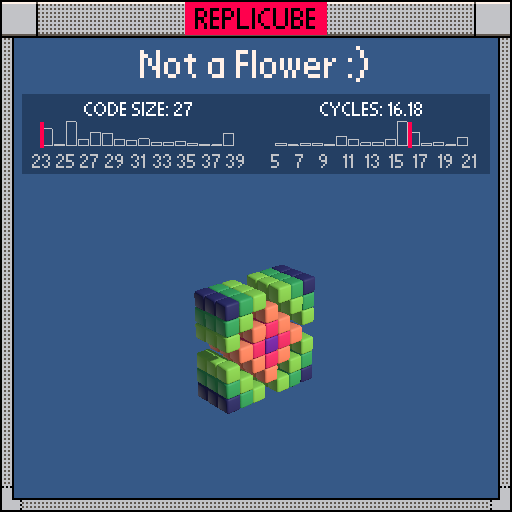 REPLICUBE
Not a Flower :)
CODE SIZE: 27 CYCLES: 16.18
23 25 27 29 31 33 35 37 39 5 7 9 11 13 15 17 19 21